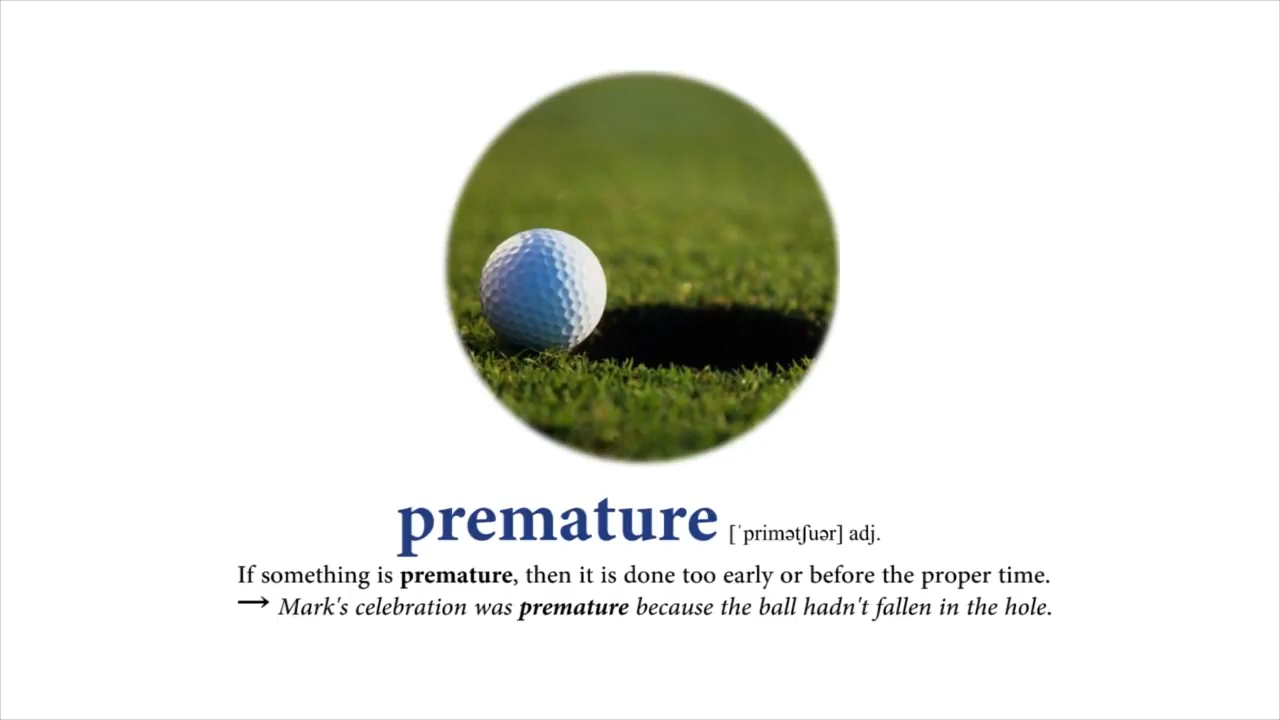 premature [ˈprimətʃuər] adj.
If something is premature, then it is done too early or before the proper time.
→ Mark's celebration was premature because the ball hadn't fallen in the hole.